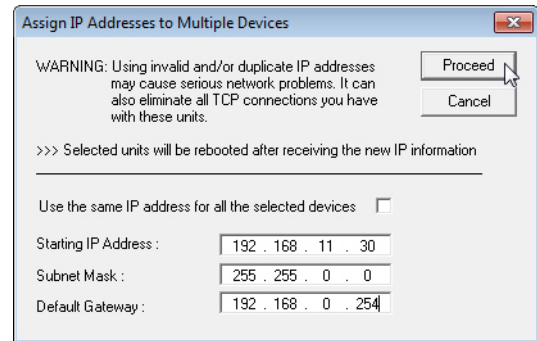 Assign IP Addresses to Multiple Devices
WARNING: Using invalid and/or duplicate IP addresses
may cause serious network problems. It can
also eliminate all TCP connections you have
with these units.
Proceed
Cancel
>>> Selected units will be rebooted after receiving the new IP information
Use the same IP address for all the selected devices
Starting IP Address : 192 . 168 . 11 . 30
Subnet Mask : 255 . 255 . 0 . 0
Default Gateway : 192 . 168 . 0 . 254